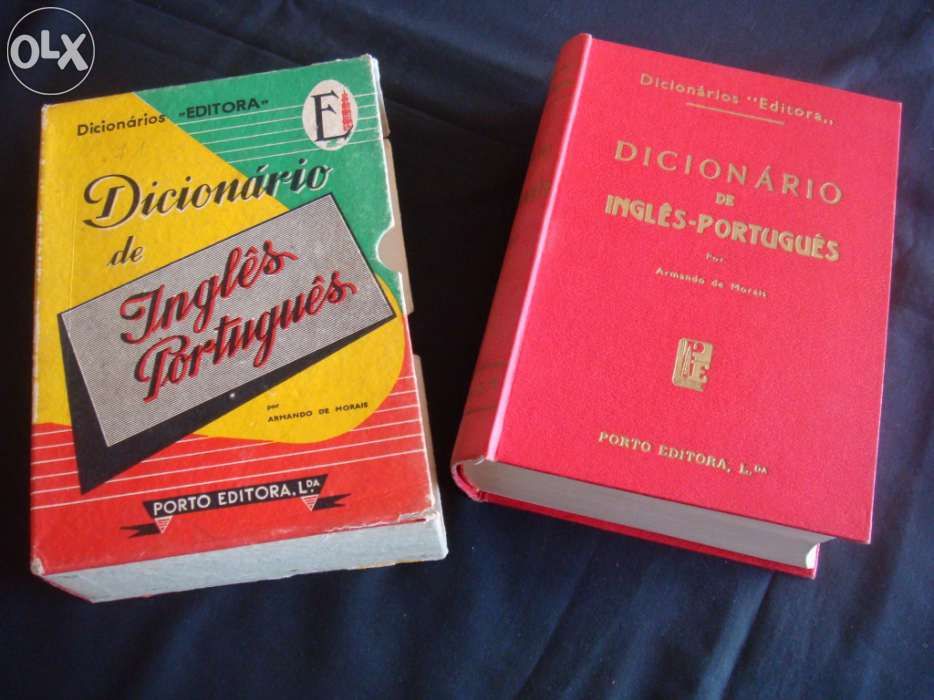 OLX
Dicionários "EDITORA"
E
Dicionário
de
Inglês
Português
por
ARMANDO DE MORAIS
PORTO EDITORA, L.DA
Dicionários "Editora,,
DICIONÁRIO
DE
INGLÊS-PORTUGUÊS
Por
Armando de Morais
PE
PORTO EDITORA, L.DA